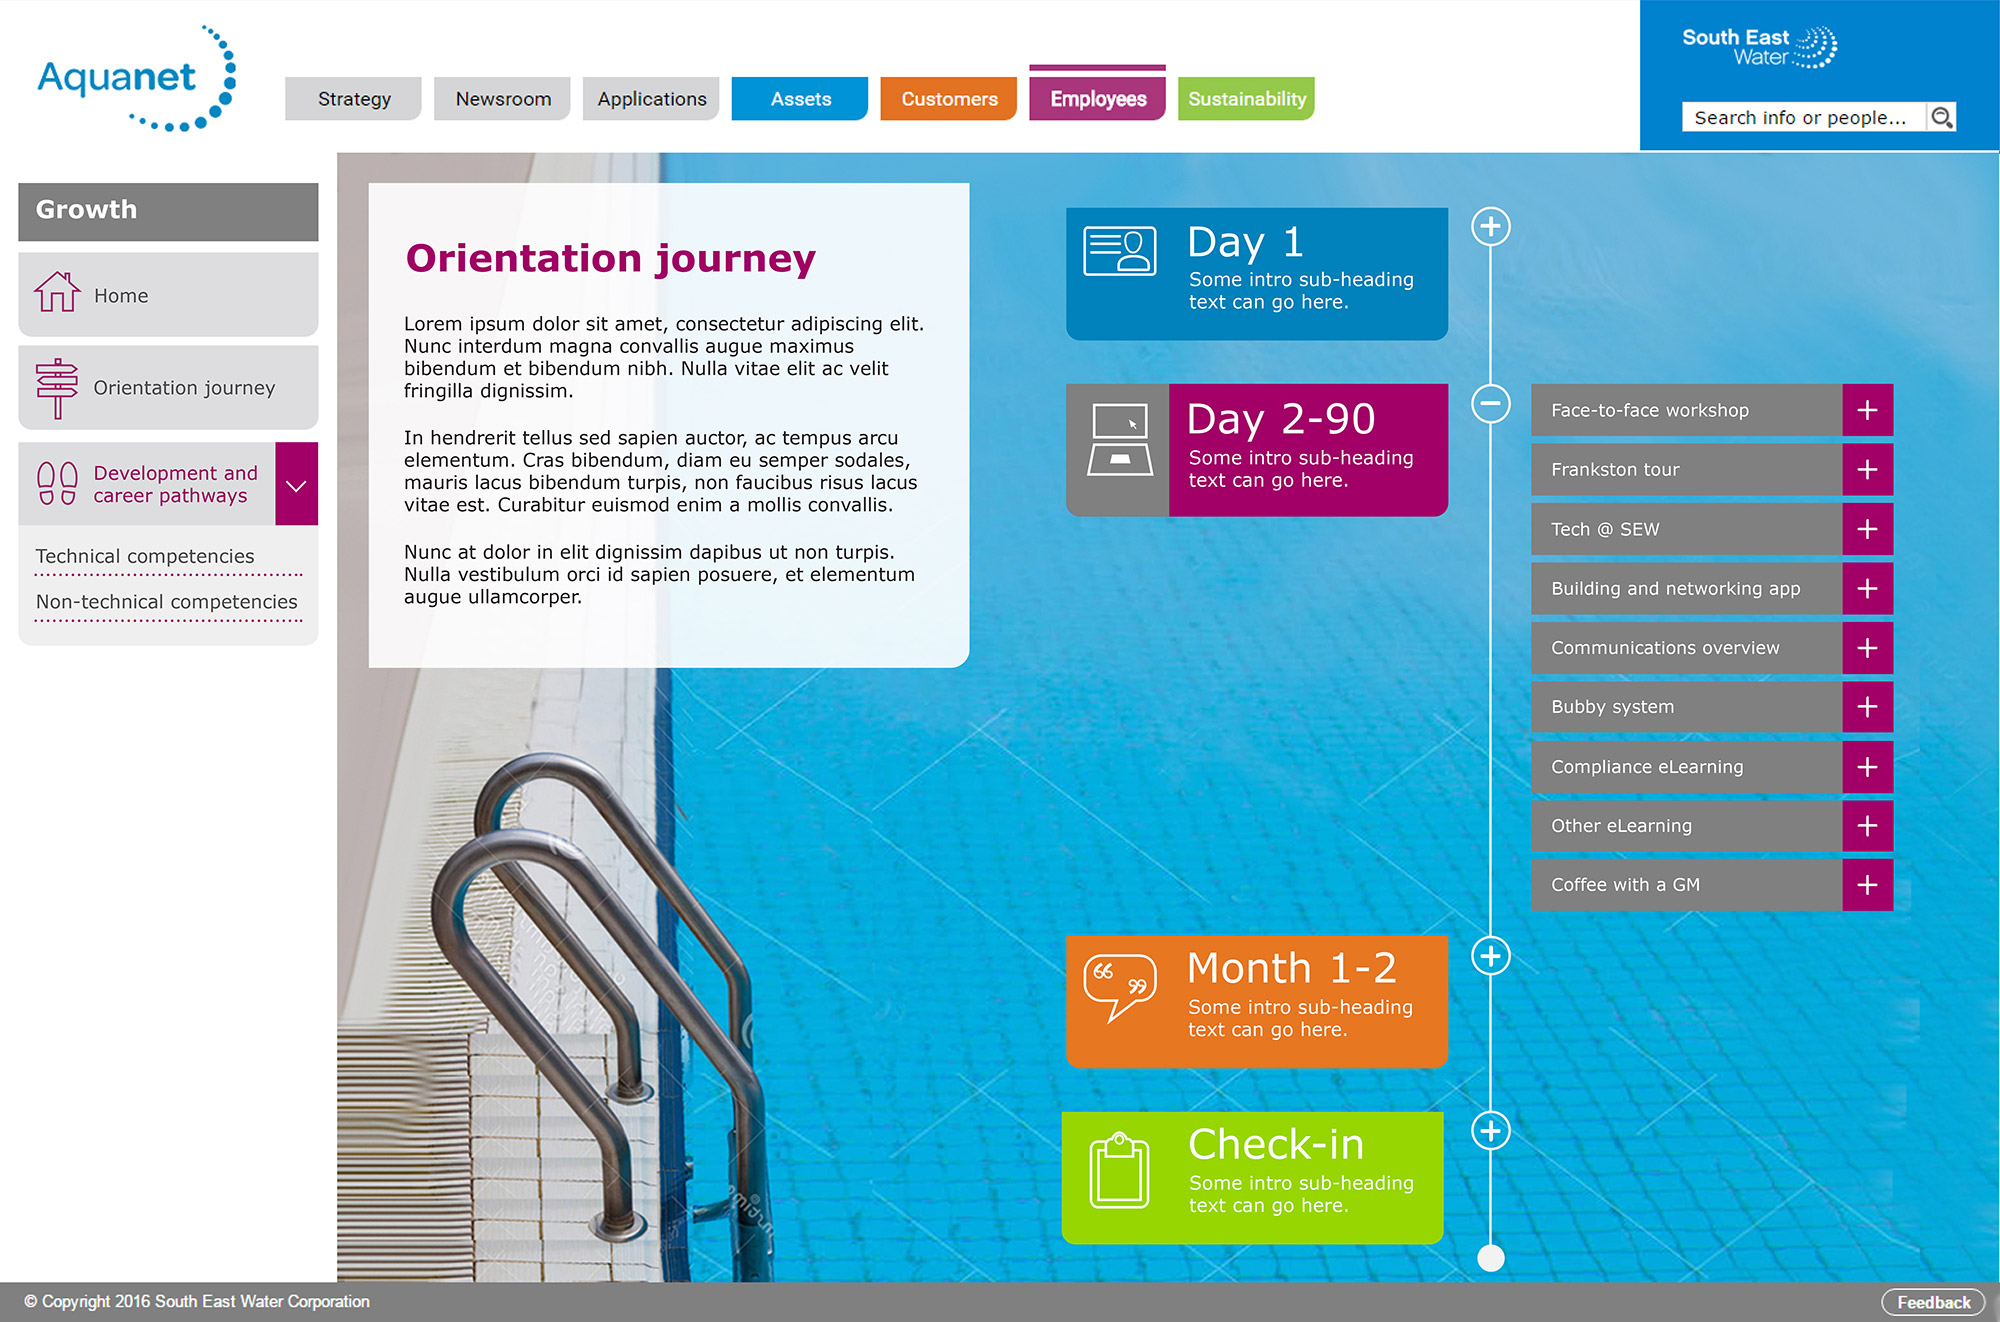 Aquanet
Strategy
Newsroom
Applications
Assets
Customers
Employees
Sustainability
South East
Water
Search info or people...
Growth
Home
Orientation journey
Development and
career pathways
Technical competencies
Non-technical competencies
Orientation journey
Lorem ipsum dolor sit amet, consectetur adipiscing elit.
Nunc interdum magna convallis augue maximus
bibendum et bibendum nibh. Nulla vitae elit ac velit
fringilla dignissim.
In hendrerit tellus sed sapien auctor, ac tempus arcu
elementum. Cras bibendum, diam eu semper sodales,
mauris lacus bibendum turpis, non faucibus risus lacus
vitae est. Curabitur euismod enim a mollis convallis.
Nunc at dolor in elit dignissim dapibus ut non turpis.
Nulla vestibulum orci id sapien posuere, et elementum
augue ullamcorper.
Day 1
Some intro sub-heading
text can go here.
Day 2-90
Some intro sub-heading
text can go here.
Face-to-face workshop
Frankston tour
Tech @ SEW
Building and networking app
Communications overview
Bubby system
Compliance eLearning
Other eLearning
Coffee with a GM
Month 1-2
Some intro sub-heading
text can go here.
Check-in
Some intro sub-heading
text can go here.
© Copyright 2016 South East Water Corporation
Feedback